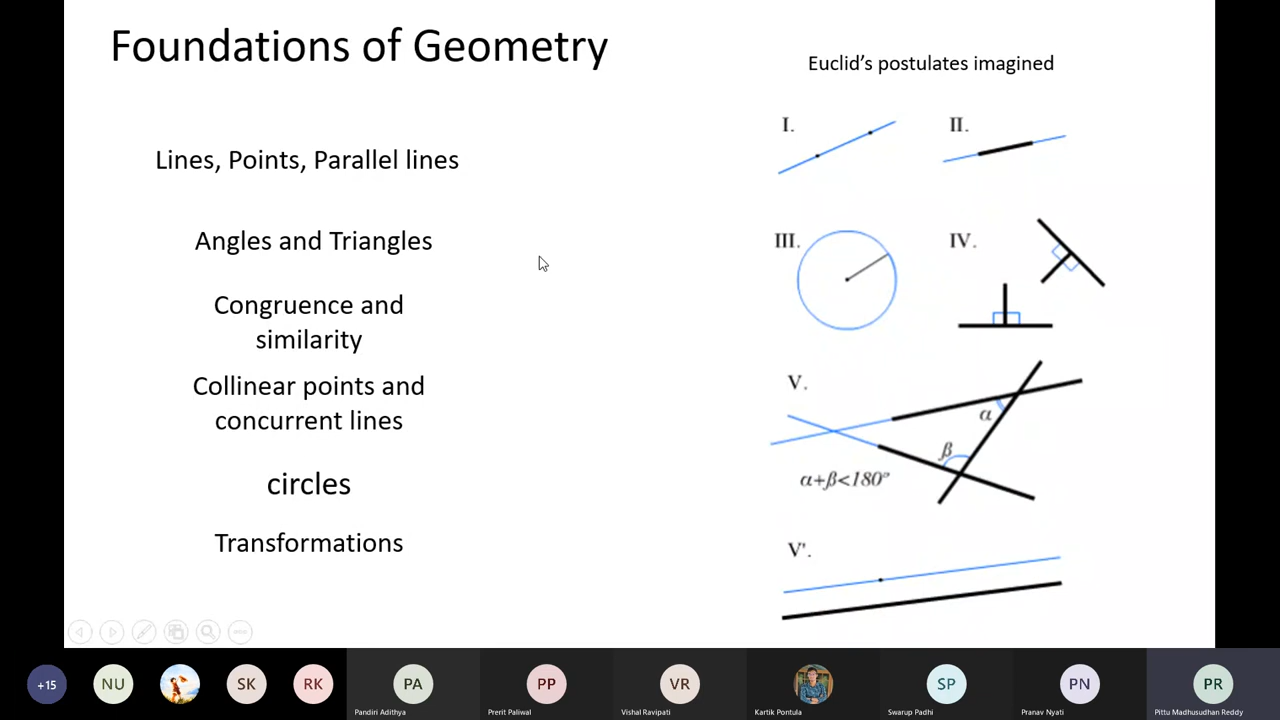 Foundations of Geometry
Euclid's postulates imagined
Lines, Points, Parallel lines
Angles and Triangles
Congruence and
similarity
Collinear points and
concurrent lines
circles
Transformations
I.
II.
III.
IV.
V.
α
β
α+β<180°
V'.
+15
NU
SK
RK
PA
Pandiri Adithya
PP
Prerit Paliwal
VR
Vishal Ravipati
Kartik Pontula
SP
Swarup Padhi
PN
Pranav Nyati
PR
Pittu Madhusudhan Reddy